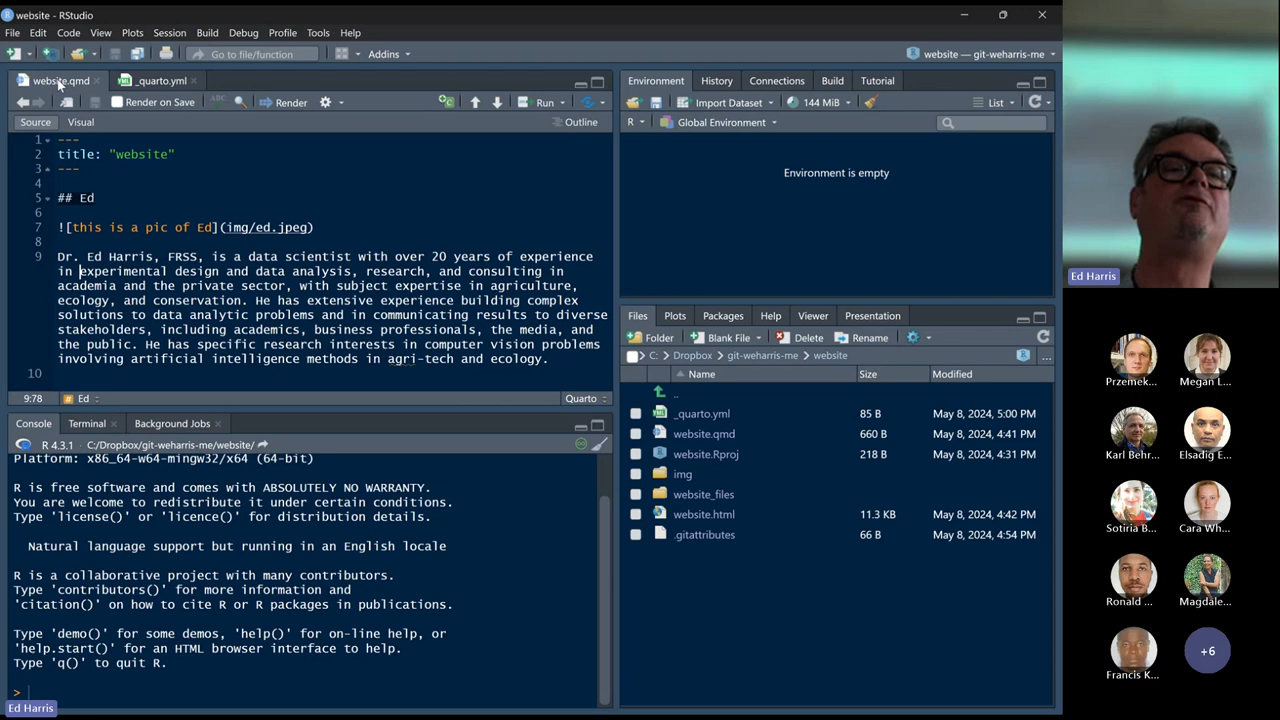 website - RStudio
File Edit Code View Plots Session Build Debug Profile Tools Help
Go to file/function Addins website — git-weharris-me
website.qmd _quarto.yml
Render on Save Render Run
Source Visual Outline
1 ---
2 title: "website"
3 ---
4
5 ## Ed
6
7 ![this is a pic of Ed](img/ed.jpeg)
8
9 Dr. Ed Harris, FRSS, is a data scientist with over 20 years of experience
in experimental design and data analysis, research, and consulting in
academia and the private sector, with subject expertise in agriculture,
ecology, and conservation. He has extensive experience building complex
solutions to data analytic problems and in communicating results to diverse
stakeholders, including academics, business professionals, the media, and
the public. He has specific research interests in computer vision problems
involving artificial intelligence methods in agri-tech and ecology.
10
9:78 Ed Quarto
Console Terminal Background Jobs
R 4.3.1 · C:/Dropbox/git-weharris-me/website/
Platform: x86_64-w64-mingw32/x64 (64-bit)
R is free software and comes with ABSOLUTELY NO WARRANTY.
You are welcome to redistribute it under certain conditions.
Type 'license()' or 'licence()' for distribution details.
Natural language support but running in an English locale
R is a collaborative project with many contributors.
Type 'contributors()' for more information and
'citation()' on how to cite R or R packages in publications.
Type 'demo()' for some demos, 'help()' for on-line help, or
'help.start()' for an HTML browser interface to help.
Type 'q()' to quit R.
>
Ed Harris
Environment History Connections Build Tutorial
Import Dataset 144 MiB List
R Global Environment
Environment is empty
Files Plots Packages Help Viewer Presentation
Folder Blank File Delete Rename
C: Dropbox git-weharris-me website
Name Size Modified
..
_quarto.yml 85 B May 8, 2024, 5:00 PM
website.qmd 660 B May 8, 2024, 4:41 PM
website.Rproj 218 B May 8, 2024, 4:31 PM
img
website_files
website.html 11.3 KB May 8, 2024, 4:42 PM
.gitattributes 66 B May 8, 2024, 4:54 PM
Ed Harris
Przemek... Megan L...
Karl Behr... Elsadig E...
Sotiria B... Cara Wh...
Ronald ... Magdale...
Francis K... +6